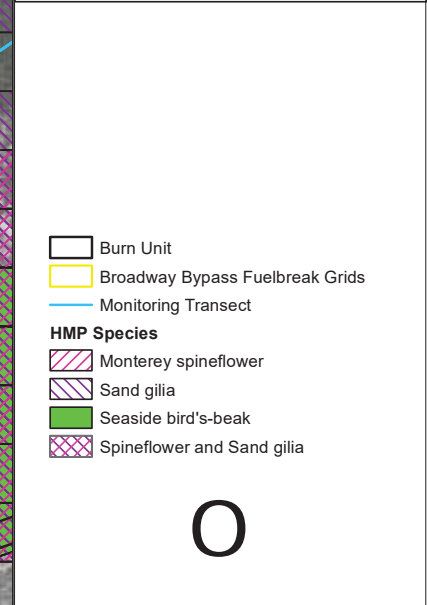 Burn Unit
Broadway Bypass Fuelbreak Grids
Monitoring Transect
HMP Species
Monterey spineflower
Sand gilia
Seaside bird's-beak
Spineflower and Sand gilia
O